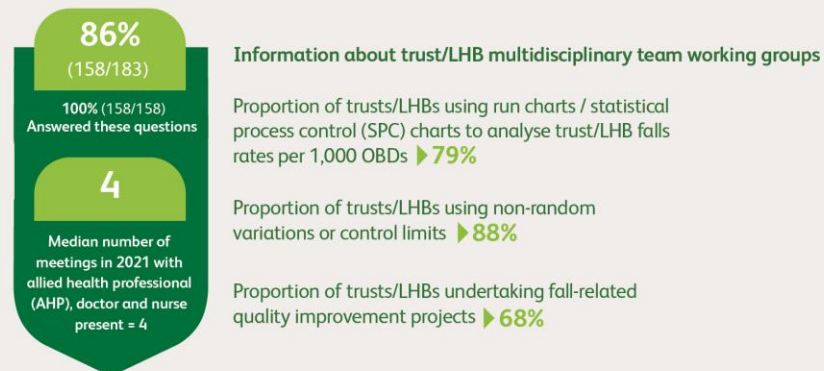 86%
(158/183)
100% (158/158)
Answered these questions
4
Median number of
meetings in 2021 with
allied health professional
(AHP), doctor and nurse
present = 4
Information about trust/LHB multidisciplinary team working groups
Proportion of trusts/LHBs using run charts / statistical
process control (SPC) charts to analyse trust/LHB falls
rates per 1,000 OBDs 79%
Proportion of trusts/LHBs using non-random
variations or control limits 88%
Proportion of trusts/LHBs undertaking fall-related
quality improvement projects 68%